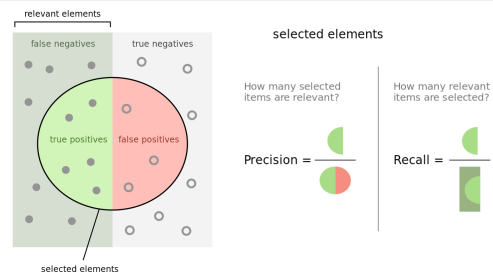 relevant elements
false negatives
true negatives
true positives
false positives
selected elements
selected elements
How many selected
items are relevant?
Precision =
How many relevant
items are selected?
Recall =